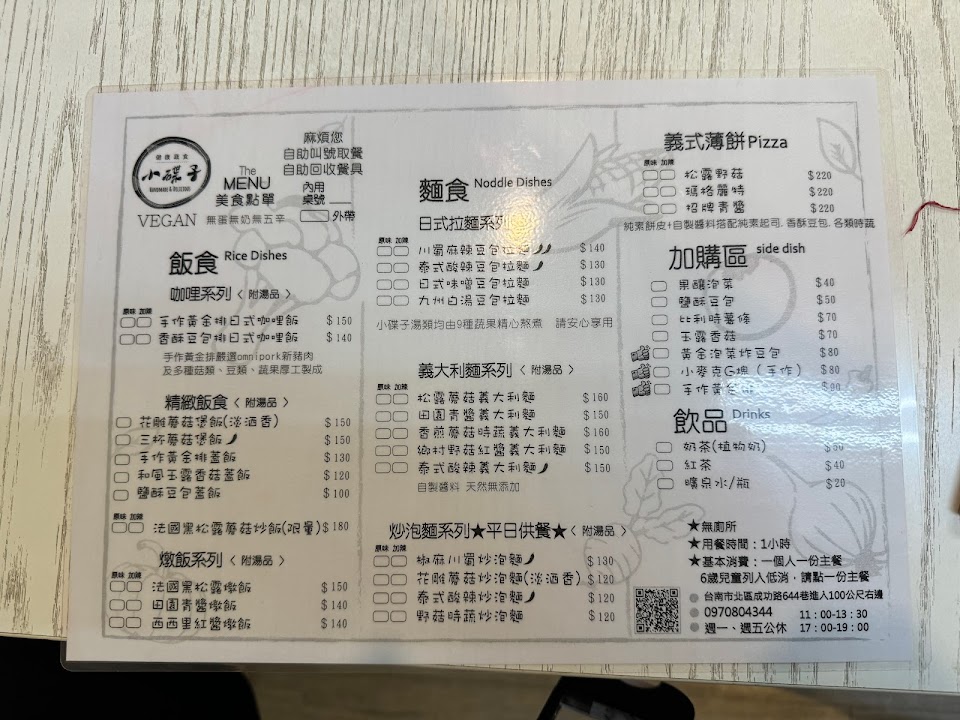 健康蔬食
小碟子
HANDMADE & DELICIOUS
VEGAN 無蛋無奶無五辛
The
MENU
美食點單
麻煩您
自助叫號取餐
自助回收餐具
內用
桌號
外帶
飯食 Rice Dishes
咖哩系列〈附湯品〉
原味 加辣
手作黃金排日式咖哩飯 $150
香酥豆包排日式咖哩飯 $140
手作黃金排嚴選omnipork新豬肉
及多種菇類、豆類、蔬果厚工製成
精緻飯食〈附湯品〉
花雕蘑菇煲飯(淡酒香) $150
三杯蘑菇煲飯 $150
手作黃金排蓋飯 $130
和風玉露香菇蓋飯 $120
鹽酥豆包蓋飯 $100
原味 加辣
法國黑松露蘑菇炒飯(限量) $180
燉飯系列〈附湯品〉
原味 加辣
法國黑松露燉飯 $150
田園青醬燉飯 $140
西西里紅醬燉飯 $140
麵食 Noddle Dishes
日式拉麵系列
原味 加辣
川蜀麻辣豆包拉麵 $140
泰式酸辣豆包拉麵 $130
日式味噌豆包拉麵 $130
九州白湯豆包拉麵 $130
小碟子湯類均由9種蔬果精心熬煮 請安心享用
義大利麵系列〈附湯品〉
原味 加辣
松露蘑菇義大利麵 $160
田園青醬義大利麵 $150
香煎蘑菇時蔬義大利麵 $160
鄉村野菇紅醬義大利麵 $150
泰式酸辣義大利麵 $150
自製醬料 天然無添加
炒泡麵系列★平日供餐★〈附湯品〉
原味 加辣
椒麻川蜀炒泡麵 $130
花雕蘑菇炒泡麵(淡酒香) $120
泰式酸辣炒泡麵 $120
野菇時蔬炒泡麵 $120
義式薄餅 Pizza
原味 加辣
松露野菇 $220
瑪格麗特 $220
招牌青醬 $220
純素餅皮+自製醬料搭配純素起司. 香酥豆包. 各類時蔬
加購區 side dish
果釀泡菜 $40
鹽酥豆包 $50
比利時薯條 $70
玉露香菇 $70
黃金泡菜炸豆包 $80
小麥克G塊(手作) $80
手作黃金 $90
飲品 Drinks
奶茶(植物奶)
紅茶 $40
曠泉水/瓶 $20
★無廁所
★用餐時間:1小時
★基本消費:一個人一份主餐
6歲兒童列入低消,請點一份主餐
台南市北區成功路644巷進入100公尺右邊
0970804344 11:00-13:30
週一、週五公休 17:00-19:00